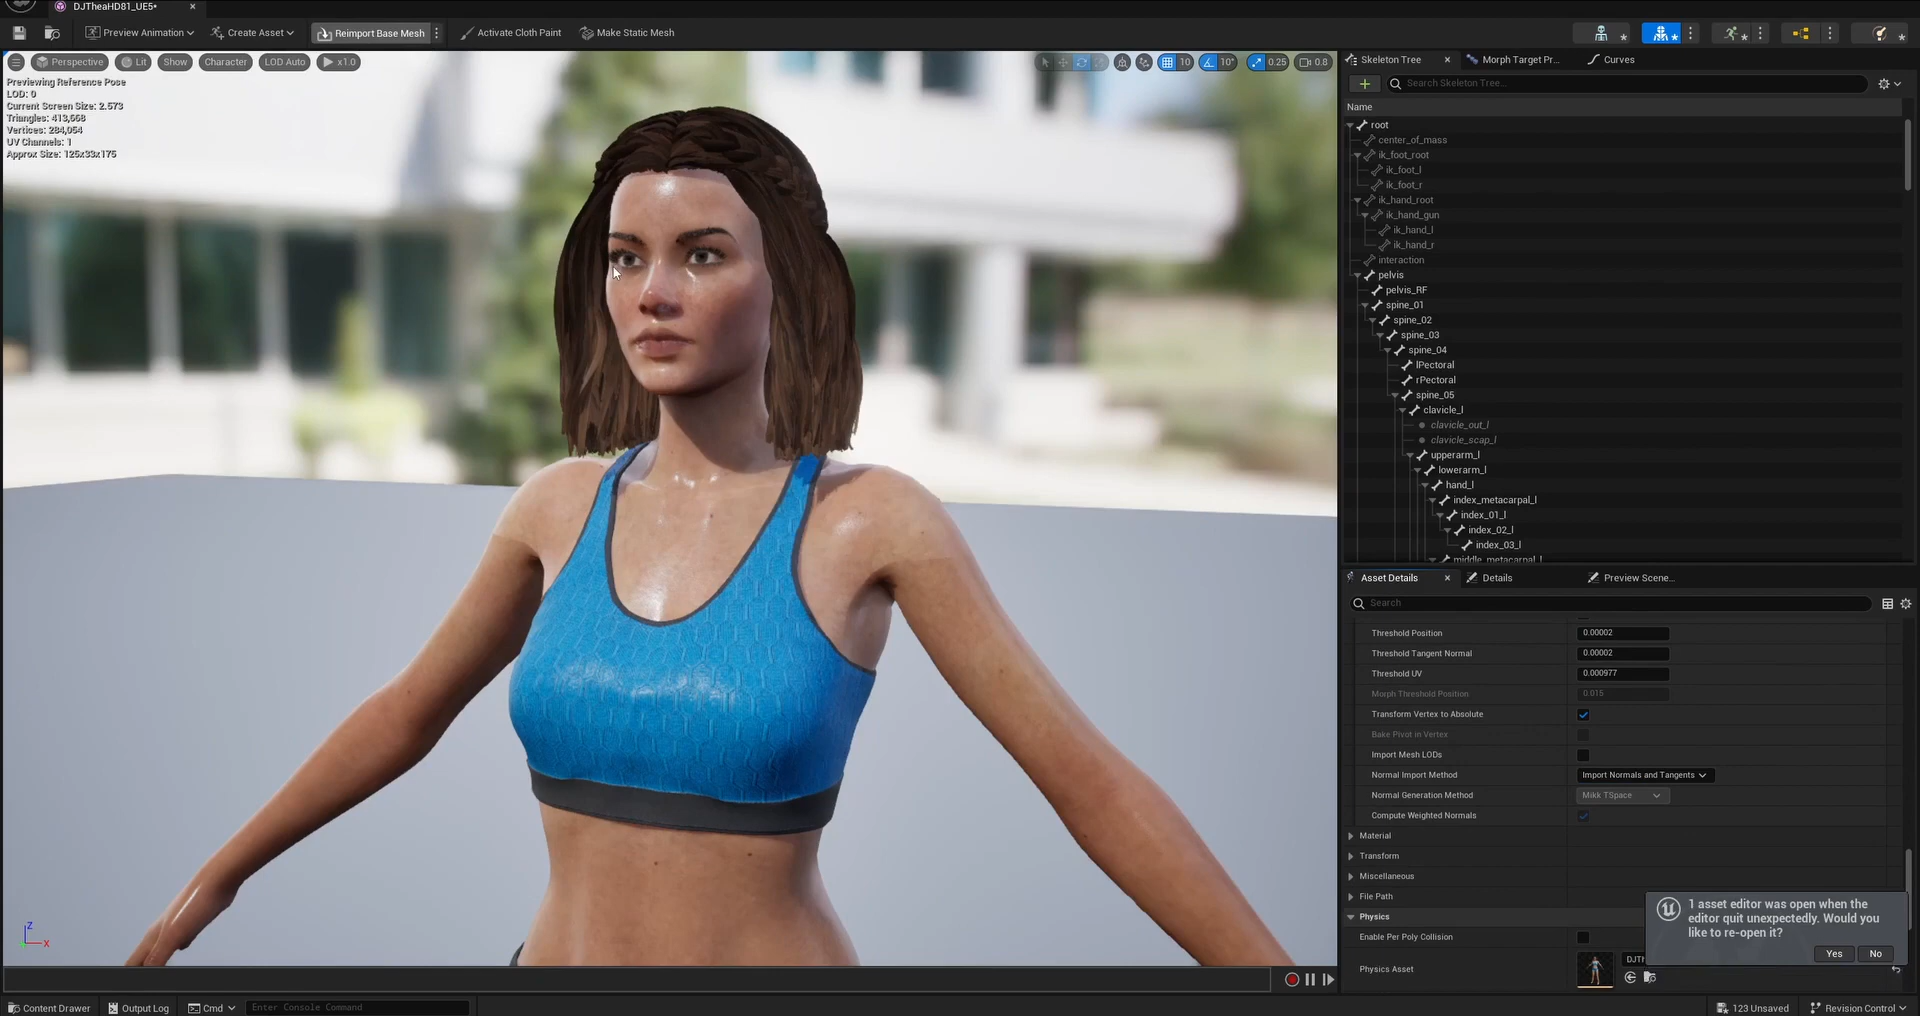 DJTheaHD81_UE5*
Preview Animation
Create Asset
Reimport Base Mesh
Activate Cloth Paint
Make Static Mesh
Perspective
Lit
Show
Character
LOD Auto
x1.0
10
10°
0.25
0.8
Previewing Reference Pose
LOD: 0
Current Screen Size: 2.573
Triangles: 413,668
Vertices: 284,054
UV Channels: 1
Approx Size: 125x33x175
Z
X
Skeleton Tree
Morph Target Pr...
Curves
Search Skeleton Tree...
Name
root
center_of_mass
ik_foot_root
ik_foot_l
ik_foot_r
ik_hand_root
ik_hand_gun
ik_hand_l
ik_hand_r
interaction
pelvis
pelvis_RF
spine_01
spine_02
spine_03
spine_04
lPectoral
rPectoral
spine_05
clavicle_l
clavicle_out_l
clavicle_scap_l
upperarm_l
lowerarm_l
hand_l
index_metacarpal_l
index_01_l
index_02_l
index_03_l
middle_metacarpal_l
Asset Details
Details
Preview Scene...
Search
Threshold Position 0.00002
Threshold Tangent Normal 0.00002
Threshold UV 0.000977
Morph Threshold Position 0.015
Transform Vertex to Absolute
Bake Pivot in Vertex
Import Mesh LODs
Normal Import Method Import Normals and Tangents
Normal Generation Method Mikk TSpace
Compute Weighted Normals
Material
Transform
Miscellaneous
File Path
Physics
Enable Per Poly Collision
Physics Asset
DJTh
1 asset editor was open when the
editor quit unexpectedly. Would you
like to re-open it?
Yes
No
Content Drawer
Output Log
Cmd
Enter Console Command
123 Unsaved
Revision Control